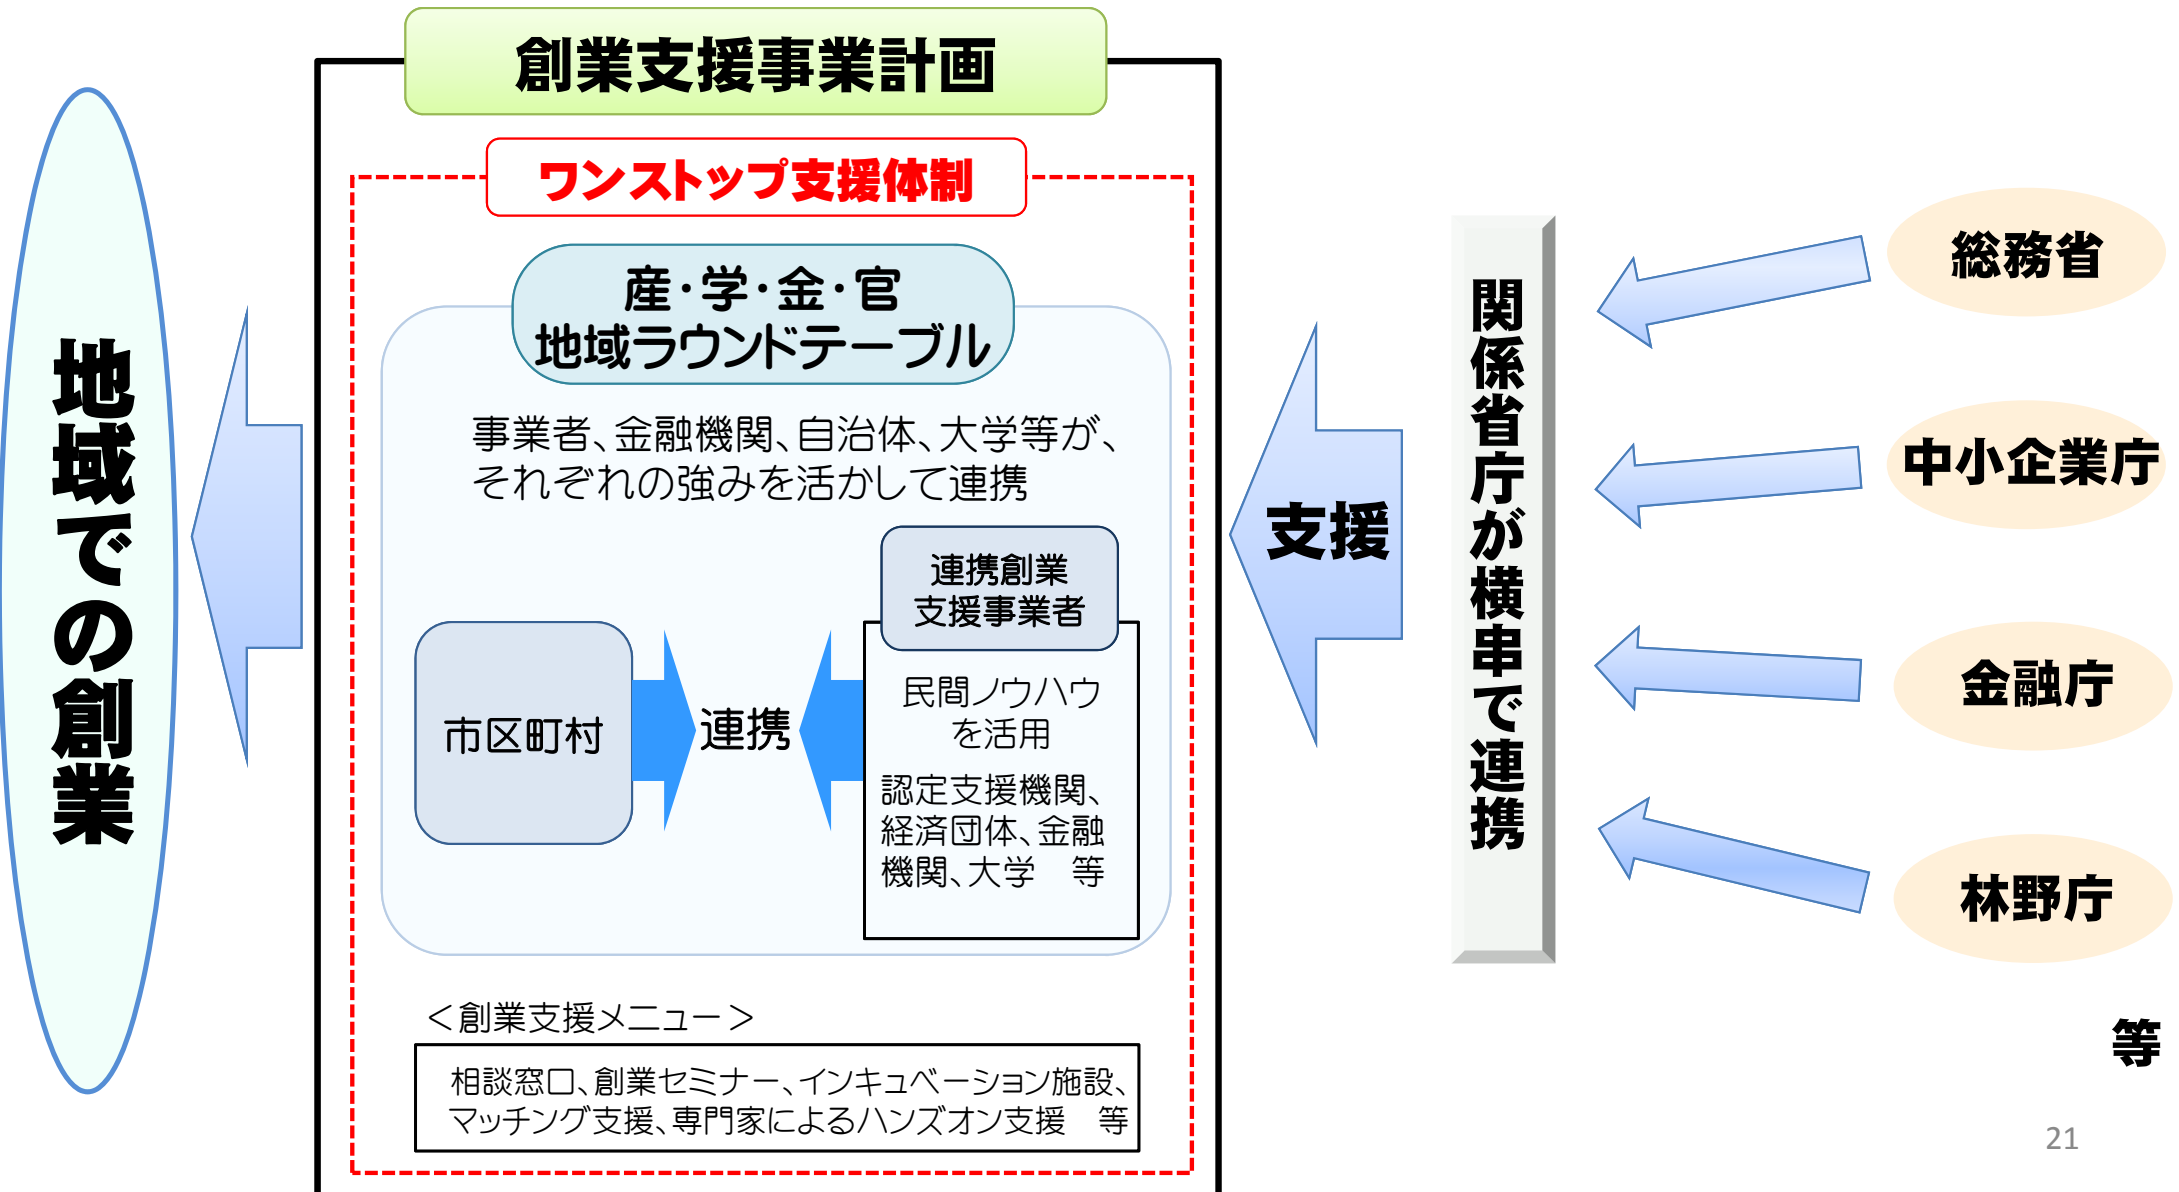 創業支援事業計画
ワンストップ支援体制
産・学・金・官
地域ラウンドテーブル
事業者、金融機関、自治体、大学等が、
それぞれの強みを活かして連携
市区町村
連携
連携創業
支援事業者
民間ノウハウ
を活用
認定支援機関、
経済団体、金融
機関、大学　等
＜創業支援メニュー＞
相談窓口、創業セミナー、インキュベーション施設、
マッチング支援、専門家によるハンズオン支援　等
地域での創業
支援
関係省庁が横串で連携
総務省
中小企業庁
金融庁
林野庁
等
21